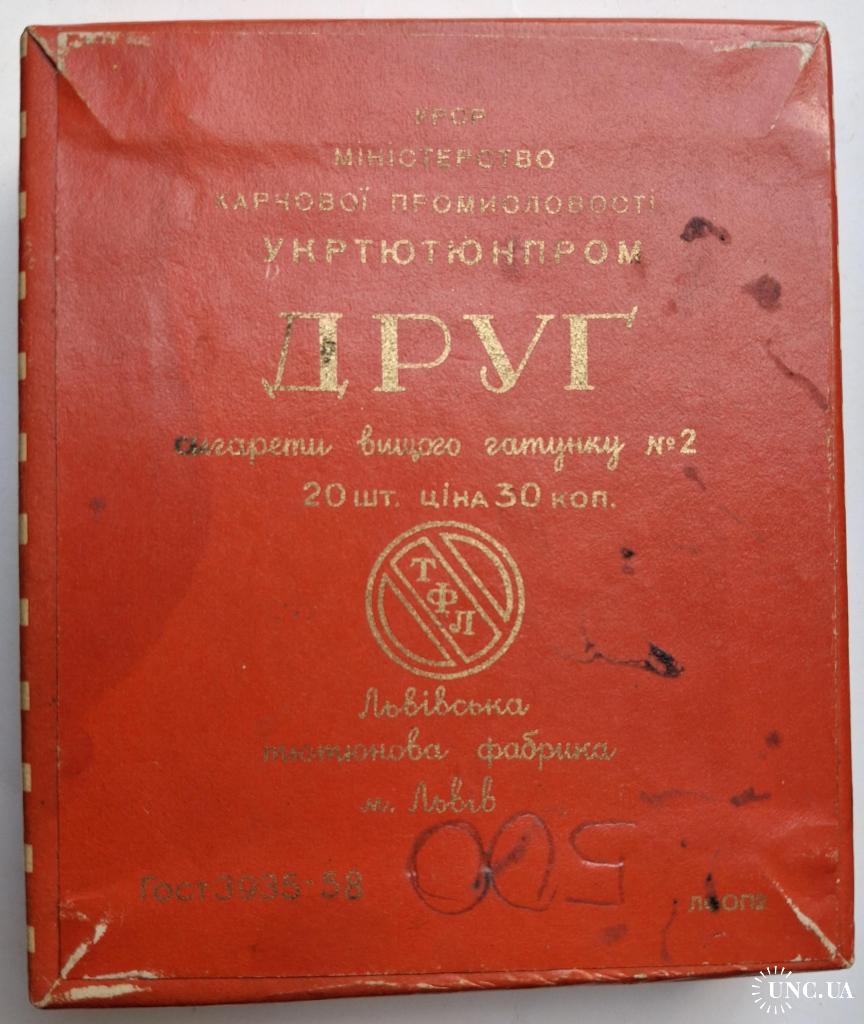 УРСР
МІНІСТЕРСТВО
ХАРЧОВОЇ ПРОМИСЛОВОСТІ
УКРТЮТЮНПРОМ
ДРУГ
сигарети вищого гатунку №2
20 шт. ціна 30 коп.
ТФЛ
Львівська
тютюнова фабрика
м. Львів
Гост 3935-58
500
UNC.UA